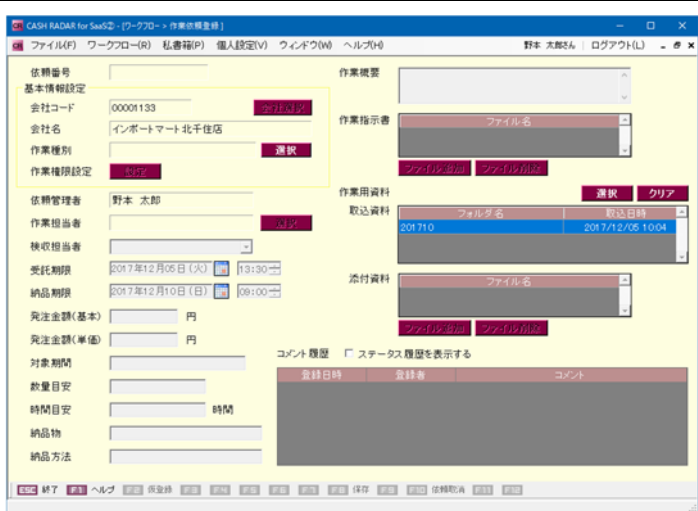 CASH RADAR for SaaS② - [ワークフロー > 作業依頼登録]
ファイル(F) ワークフロー(R) 私書箱(P) 個人設定(V) ウィンドウ(W) ヘルプ(H) 野本 太郎さん ログアウト(L)
依頼番号
基本情報設定
会社コード 00001133 会社選択
会社名 インポートマート北千住店
作業種別 選択
作業権限設定 設定
依頼管理者 野本 太郎
作業担当者 選択
検収担当者
受託期限 2017年12月05日(火) 13:30
納品期限 2017年12月10日(日) 09:00
発注金額(基本) 円
発注金額(単価) 円
対象期間
数量目安
時間目安 時間
納品物
納品方法
作業概要
作業指示書 ファイル名
ファイル追加 ファイル削除
作業用資料 選択 クリア
取込資料 フォルダ名 取込日時
201710 2017/12/05 10:04
添付資料 ファイル名
ファイル追加 ファイル削除
コメント履歴 ステータス履歴を表示する
登録日時 登録者 コメント
ESC 終了 F1 ヘルプ F2 仮登録 F3 F4 F5 F6 F7 F8 保存 F9 F10 依頼取消 F11 F12